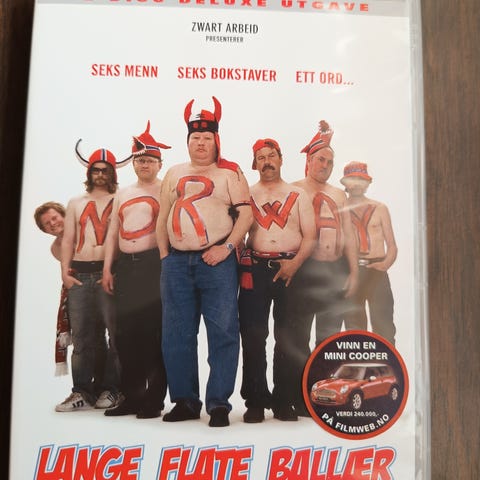 DISC DELUXE UTGAVE
ZWART ARBEID
PRESENTERER
SEKS MENN SEKS BOKSTAVER ETT ORD...
NORWAY
VINN EN
MINI COOPER
VERDI 240.000,-
PÅ FILMWEB.NO
LANGE FLATE BALLÆR